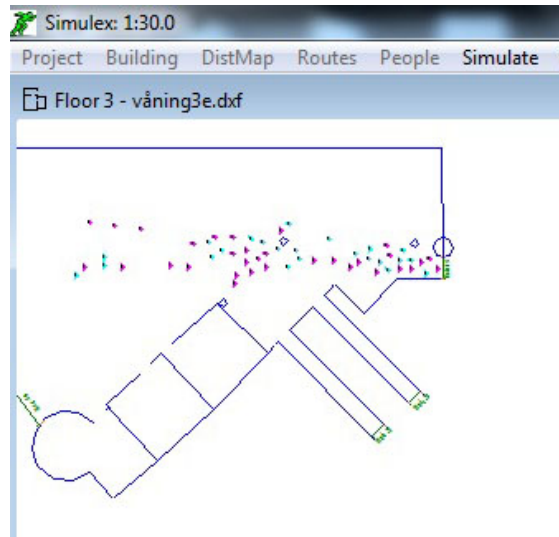 Simulex: 1:30.0
Project Building DistMap Routes People Simulate
Floor 3 - våning3e.dxf